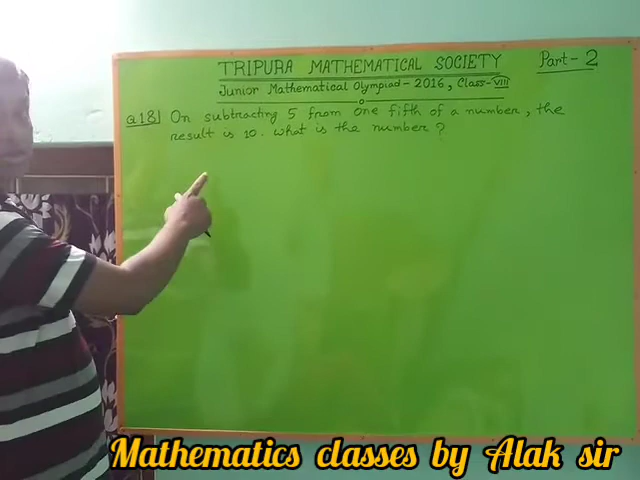 TRIPURA MATHEMATICAL SOCIETY
Part-2
Junior Mathematical Olympiad-2016, Class-VIII
Q.18] On subtracting 5 from one fifth of a number, the
result is 10. what is the number?
Mathematics classes by Alak sir